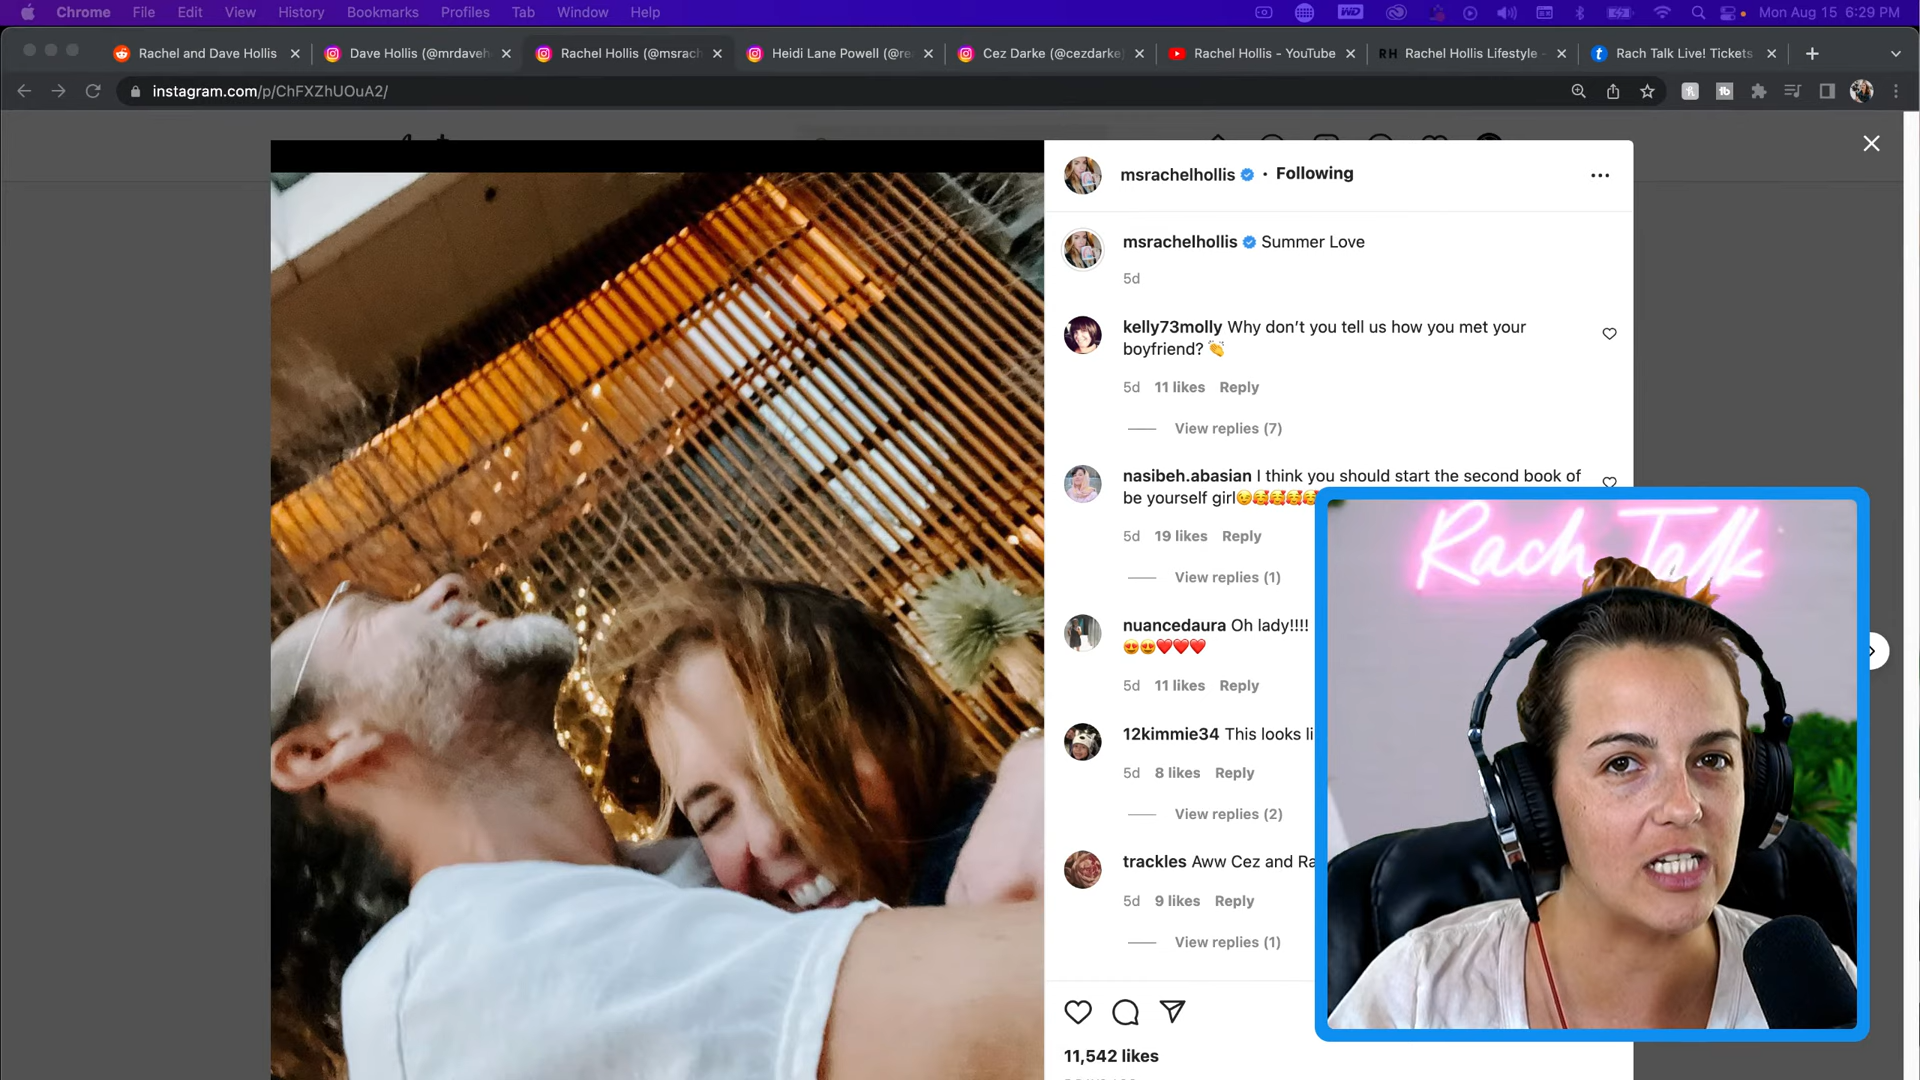 Chrome File Edit View History Bookmarks Profiles Tab Window Help
Mon Aug 15 6:29 PM
Rachel and Dave Hollis
Dave Hollis (@mrdaveh
Rachel Hollis (@msrach
Heidi Lane Powell (@re
Cez Darke (@cezdarke
Rachel Hollis - YouTube
RH Rachel Hollis Lifestyle -
Rach Talk Live! Tickets
instagram.com/p/ChFXZhUOuA2/
msrachelhollis • Following
msrachelhollis Summer Love
5d
kelly73molly Why don’t you tell us how you met your
boyfriend? 👏
5d 11 likes Reply
View replies (7)
nasibeh.abasian I think you should start the second book of
be yourself girl😉🥰🥰🥰🥰
5d 19 likes Reply
View replies (1)
nuancedaura Oh lady!!!!
😍😍❤️❤️❤️
5d 11 likes Reply
12kimmie34 This looks li
5d 8 likes Reply
View replies (2)
trackles Aww Cez and Ra
5d 9 likes Reply
View replies (1)
11,542 likes
Rach Talk